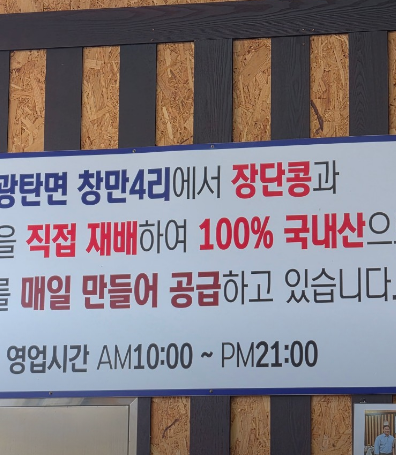 광탄면 창만4리에서 장단콩과
을 직접 재배하여 100% 국내산으
를 매일 만들어 공급하고 있습니다.
영업시간 AM10:00 ~ PM21:00